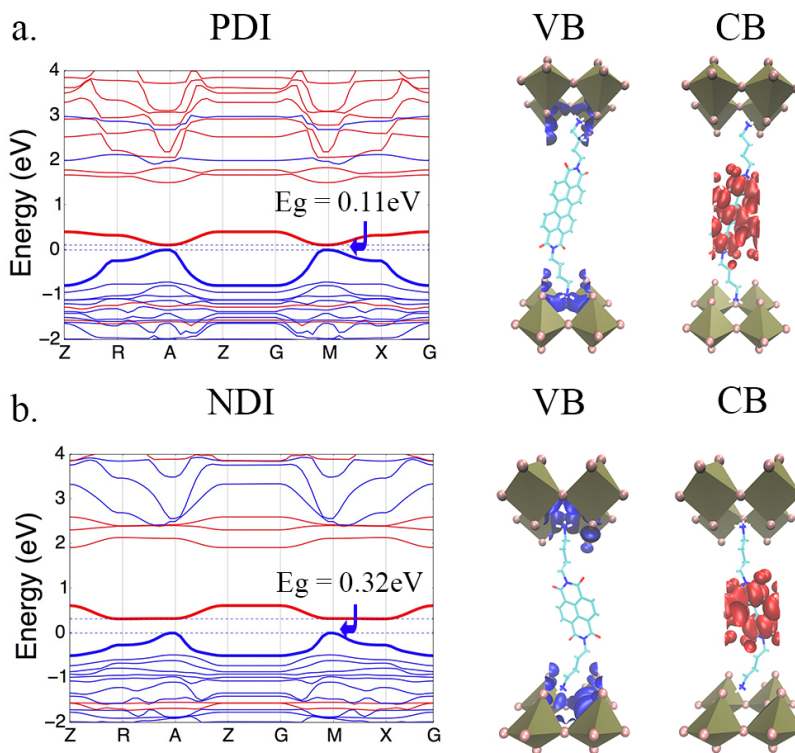 a. PDI VB CB
4
3
2
1
0
−1
−2
Energy (eV)
Eg = 0.11eV
Z R A Z G M X G
b. NDI VB CB
4
3
2
1
0
−1
−2
Energy (eV)
Eg = 0.32eV
Z R A Z G M X G